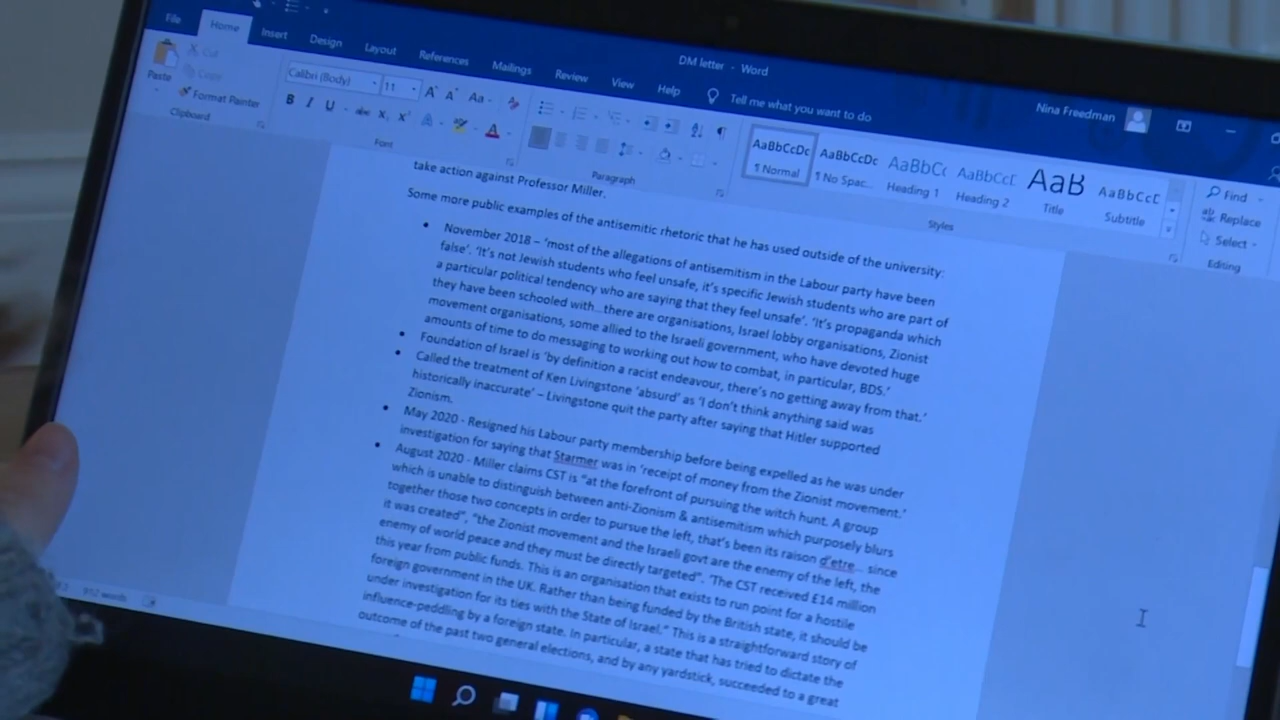 DM letter - Word
Nina Freedman
File Home Insert Design Layout References Mailings Review View Help Tell me what you want to do
Paste Cut
Copy
Format Painter
Clipboard
Calibri (Body) 11
B I U abc
Font
Paragraph
AaBbCcDc AaBbCcDc AaBbCc AaBbCcD AaB AaBbCcD
¶ Normal ¶ No Spac... Heading 1 Heading 2 Title Subtitle
Styles
Find
Replace
Select
Editing
take action against Professor Miller.
Some more public examples of the antisemitic rhetoric that he has used outside of the university:
• November 2018 – 'most of the allegations of antisemitism in the Labour party have been
false'. 'It's not Jewish students who feel unsafe, it's specific Jewish students who are part of
a particular political tendency who are saying that they feel unsafe'. 'It's propaganda which
they have been schooled with...there are organisations, Israel lobby organisations, Zionist
movement organisations, some allied to the Israeli government, who have devoted huge
amounts of time to do messaging to working out how to combat, in particular, BDS.'
• Foundation of Israel is 'by definition a racist endeavour, there's no getting away from that.'
• Called the treatment of Ken Livingstone 'absurd' as 'I don't think anything said was
historically inaccurate' – Livingstone quit the party after saying that Hitler supported
Zionism.
• May 2020 - Resigned his Labour party membership before being expelled as he was under
investigation for saying that Starmer was in 'receipt of money from the Zionist movement.'
• August 2020 - Miller claims CST is "at the forefront of pursuing the witch hunt. A group
which is unable to distinguish between anti-Zionism & antisemitism which purposely blurs
together those two concepts in order to pursue the left, that's been its raison d'etre... since
it was created", "the Zionist movement and the Israeli govt are the enemy of the left, the
enemy of world peace and they must be directly targeted". 'The CST received £14 million
this year from public funds. This is an organisation that exists to run point for a hostile
foreign government in the UK. Rather than being funded by the British state, it should be
under investigation for its ties with the State of Israel." This is a straightforward story of
influence-peddling by a foreign state. In particular, a state that has tried to dictate the
outcome of the past two general elections, and by any yardstick, succeeded to a great
words